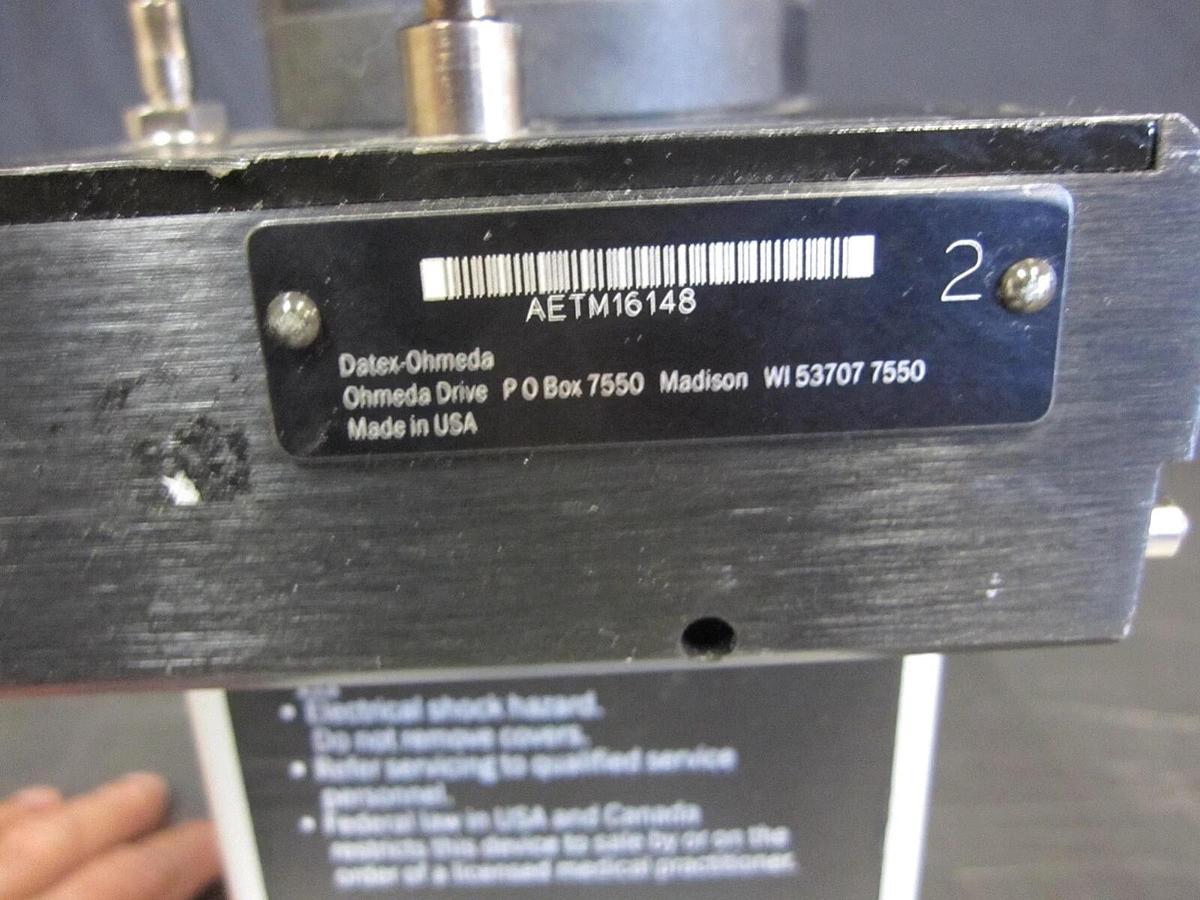 AETM16148
2
Datex-Ohmeda
Ohmeda Drive P O Box 7550 Madison WI 53707 7550
Made in USA
• Electrical shock hazard.
Do not remove covers.
• Refer servicing to qualified service
personnel.
• Federal law in USA and Canada
restricts this device to sale by or on the
order of a licensed medical practitioner.